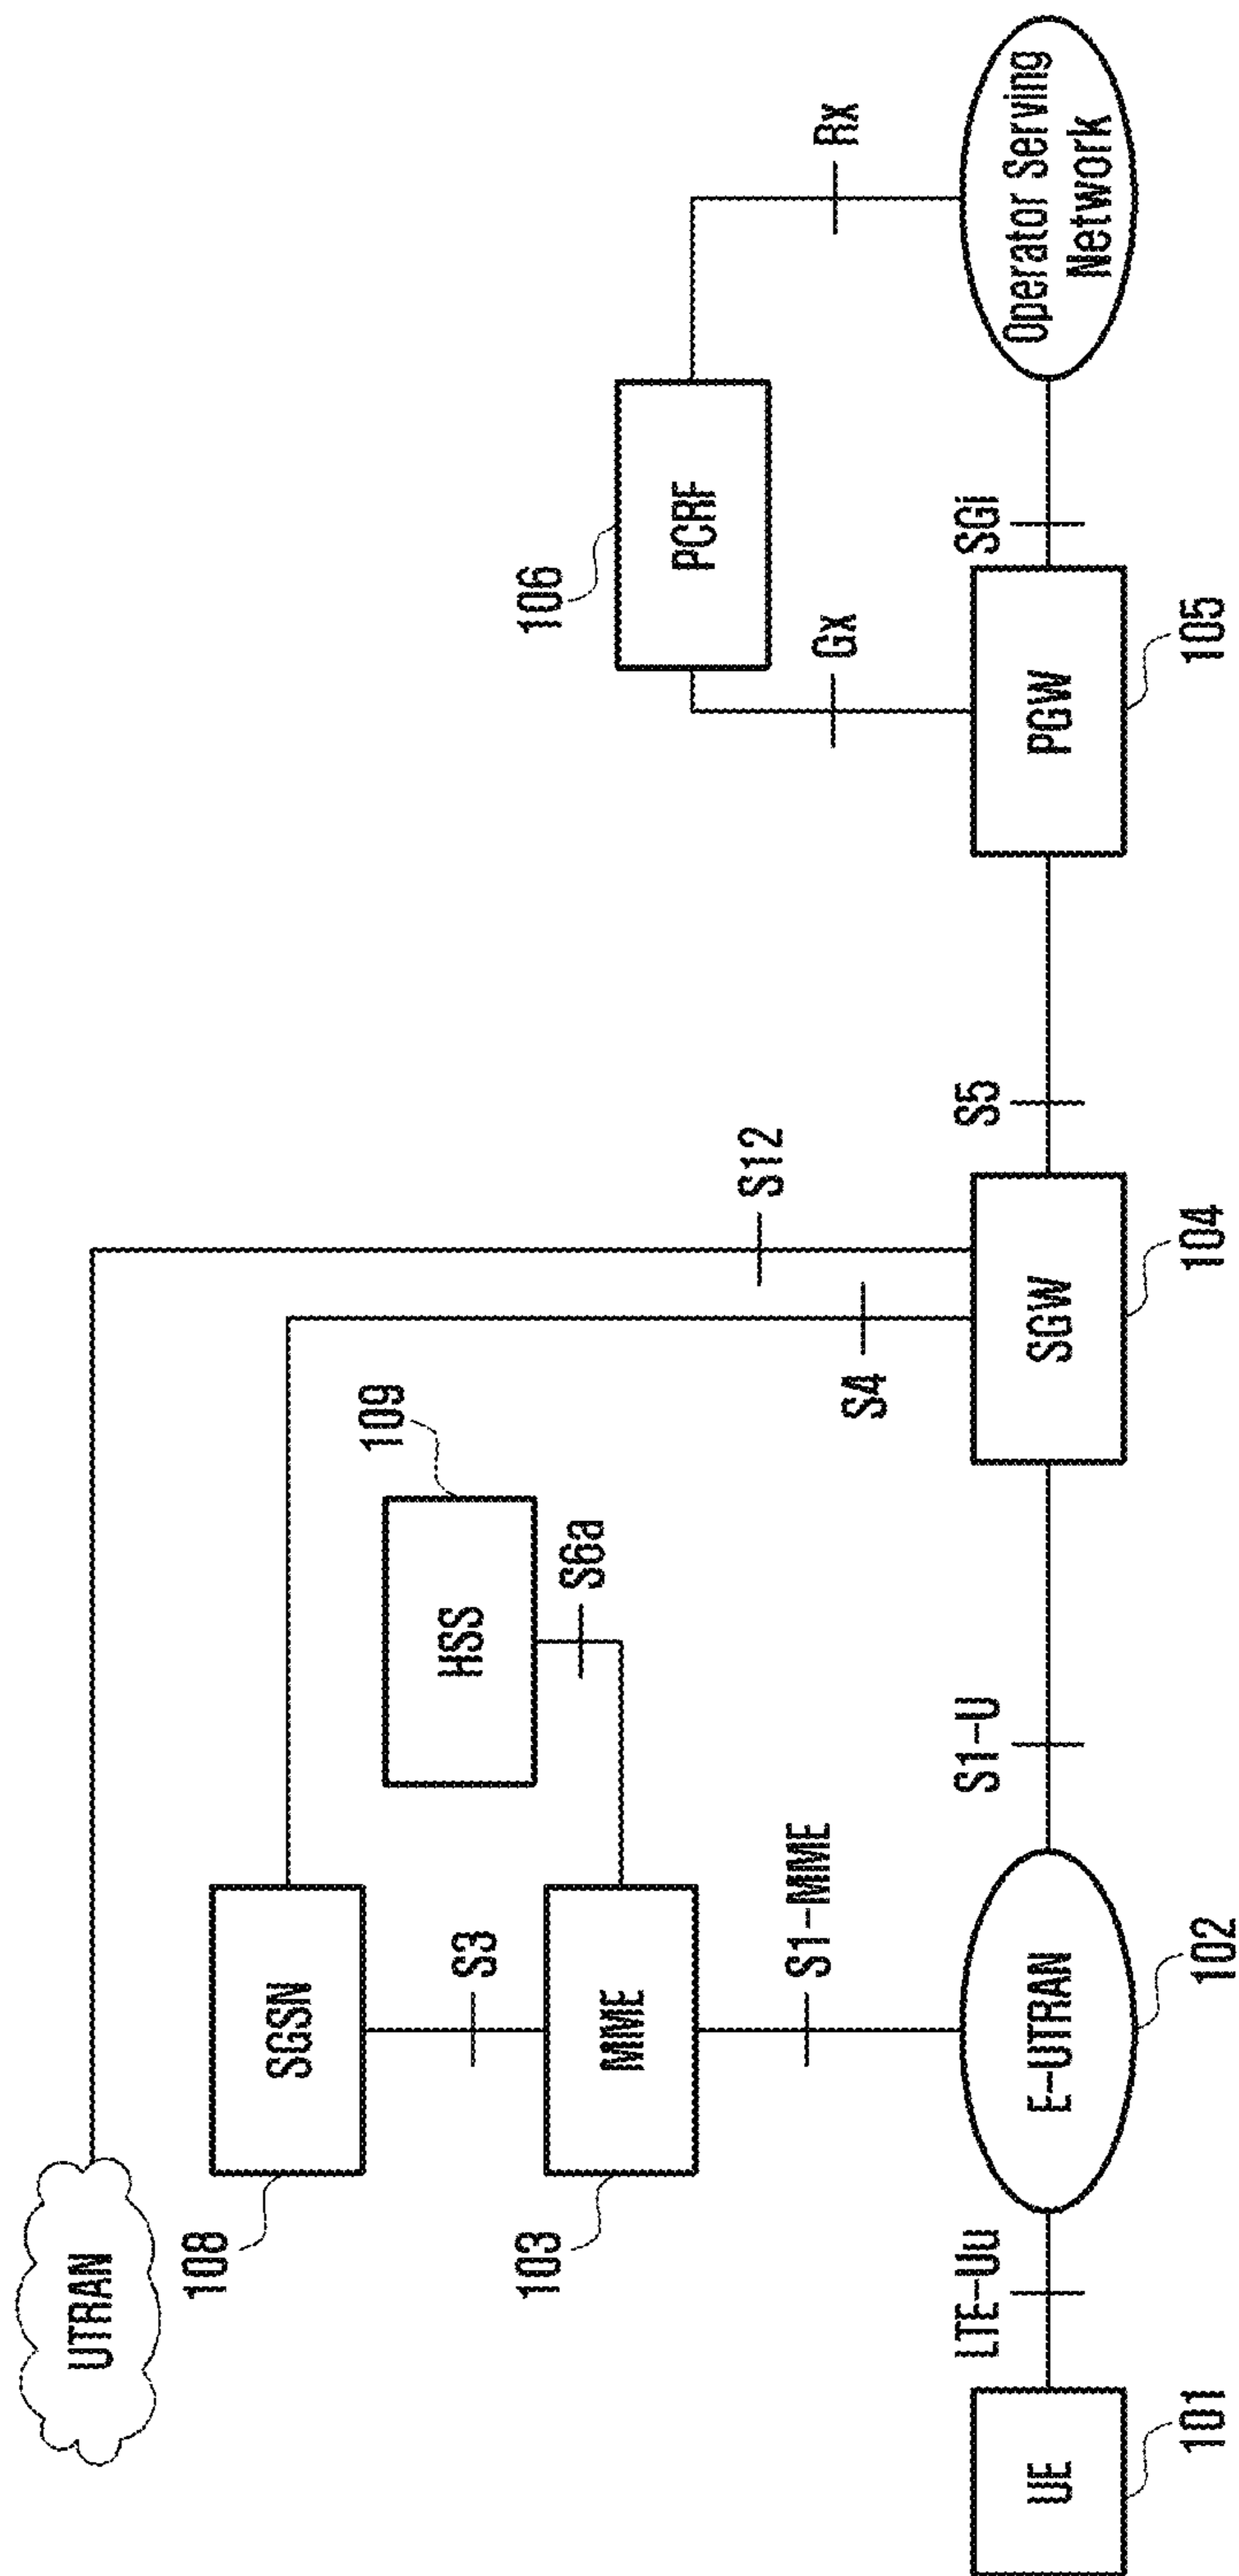 UTRAN
108
SGSN
S3
109
HSS
S6a
103
MME
S4
S12
106
PCRF
S1-MME
Gx
Rx
LTE-Uu
S1-U
S5
SGi
UE
E-UTRAN
SGW
PGW
Operator Serving
Network
101
102
104
105